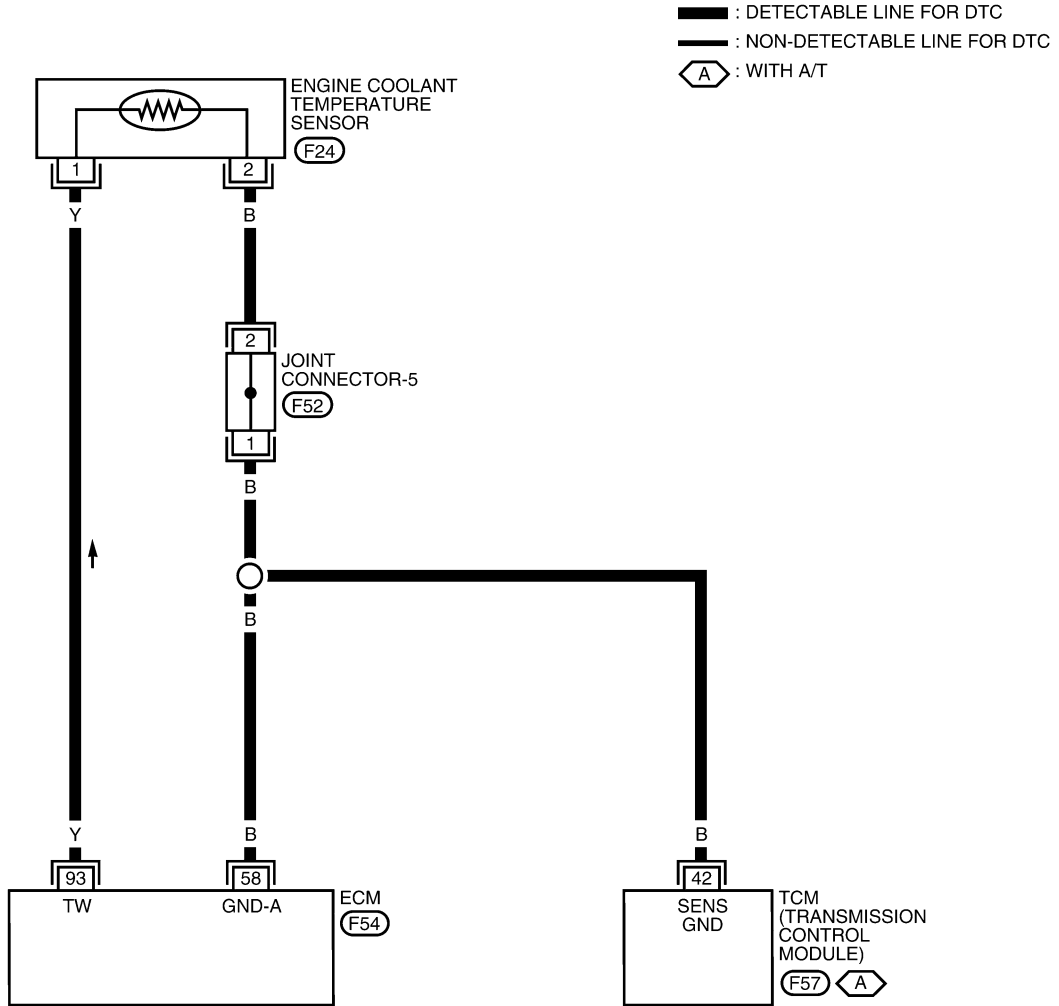 : DETECTABLE LINE FOR DTC
: NON-DETECTABLE LINE FOR DTC
A : WITH A/T
ENGINE COOLANT
TEMPERATURE
SENSOR
F24
1 2
Y B
2
JOINT
CONNECTOR-5
F52
1
B
B
Y B B
93 58 42
TW GND-A
ECM
F54
SENS
GND
TCM
(TRANSMISSION
CONTROL
MODULE)
F57 A